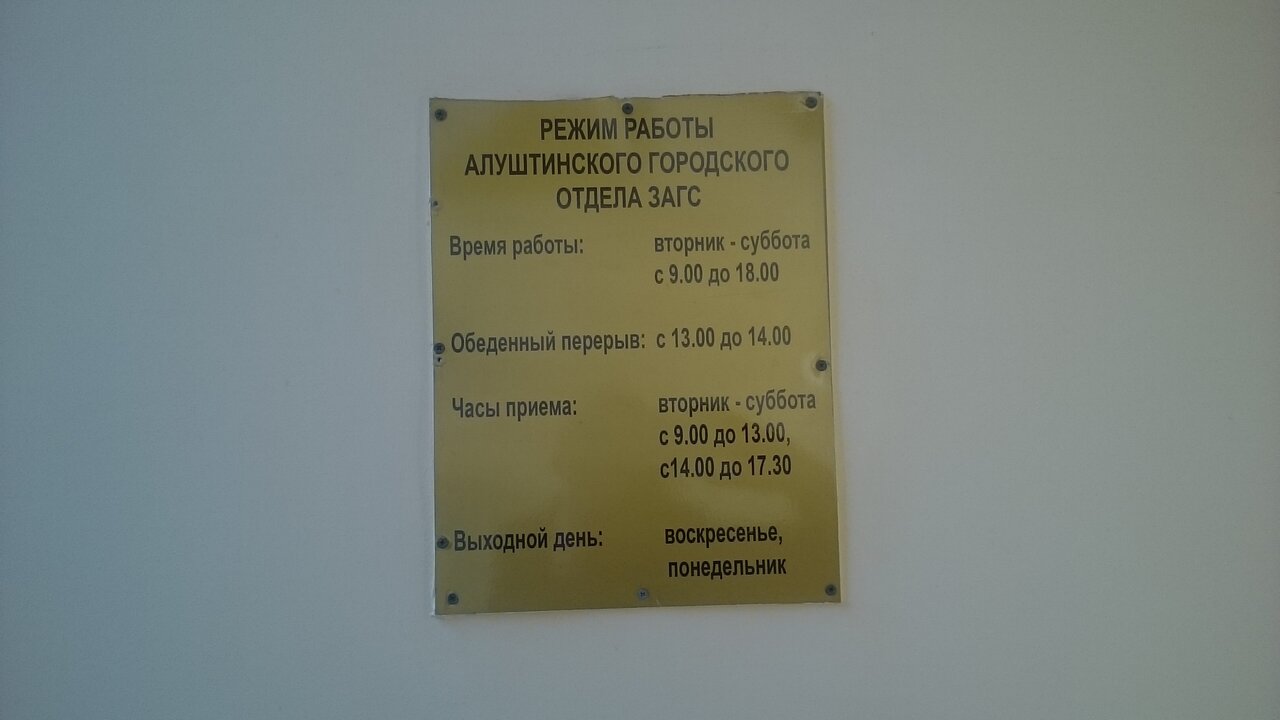 РЕЖИМ РАБОТЫ
АЛУШТИНСКОГО ГОРОДСКОГО
ОТДЕЛА ЗАГС
Время работы: вторник - суббота
с 9.00 до 18.00
Обеденный перерыв: с 13.00 до 14.00
Часы приема: вторник - суббота
с 9.00 до 13.00,
с14.00 до 17.30
Выходной день: воскресенье,
понедельник